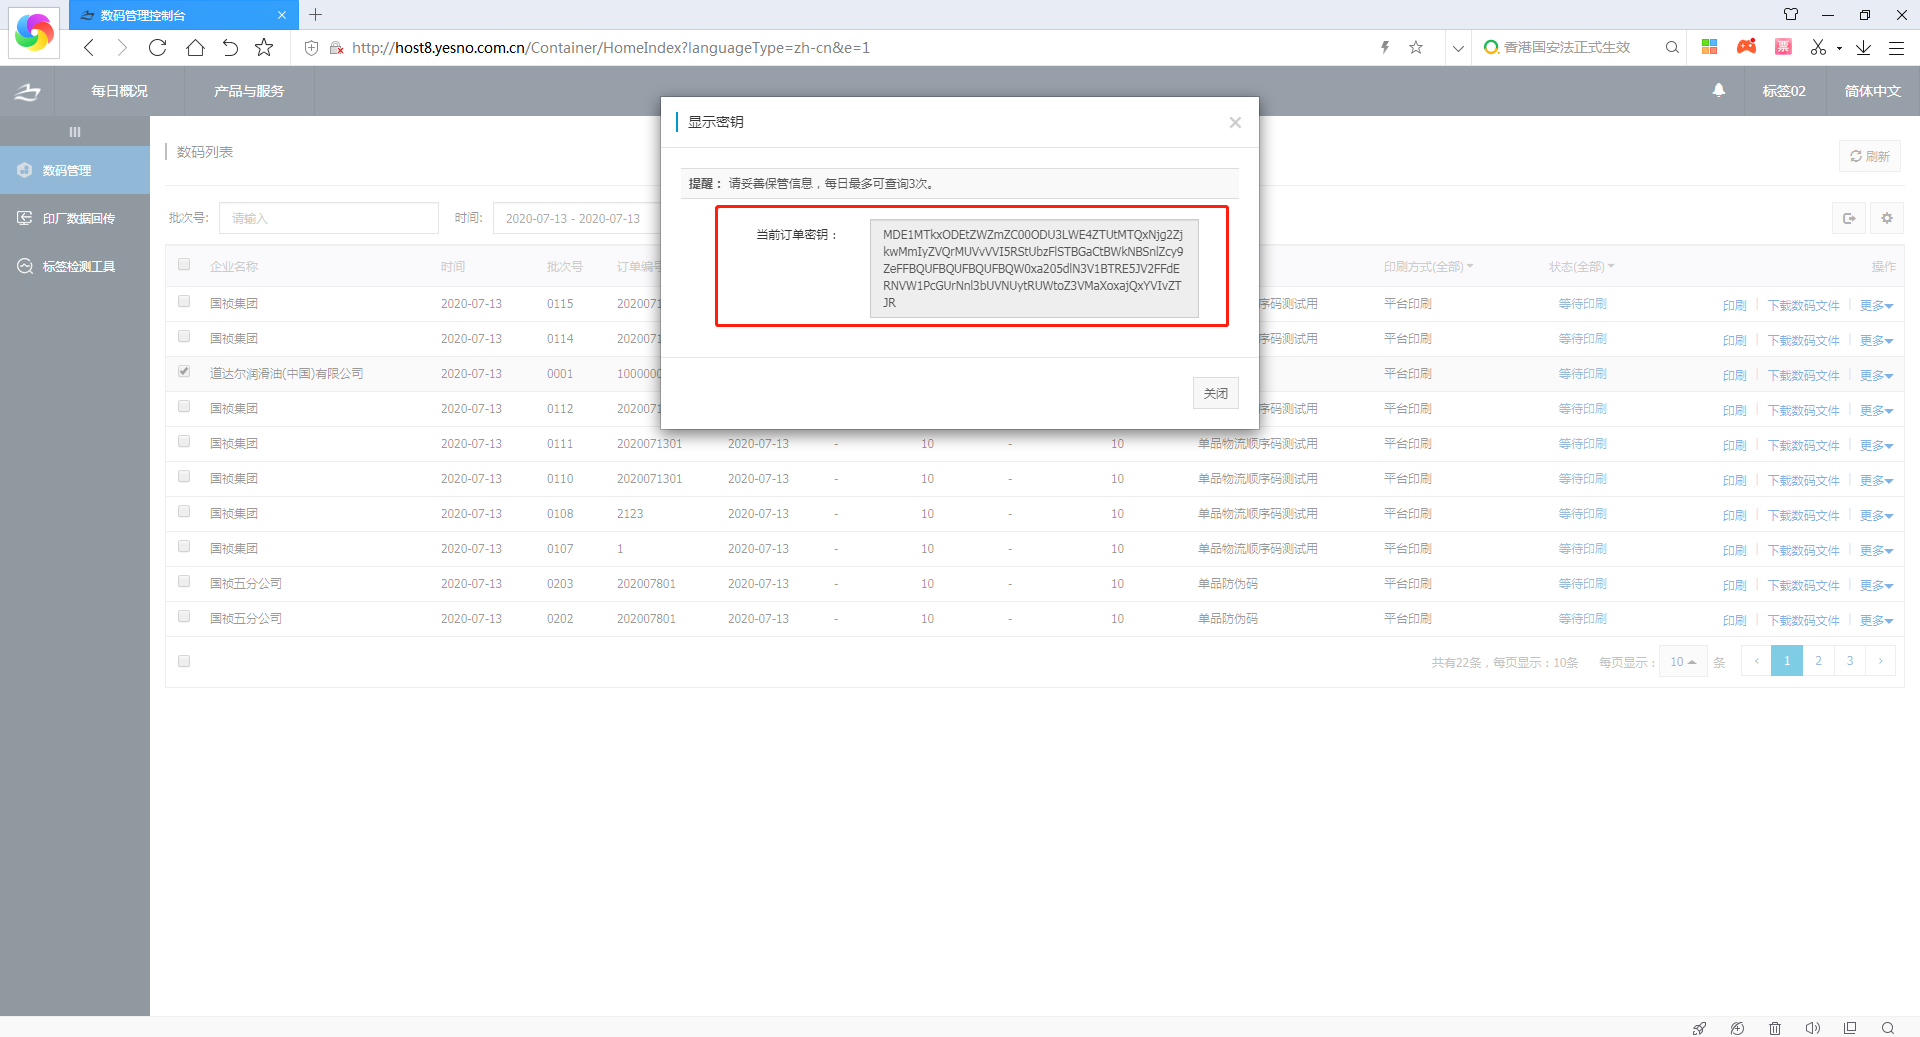 数码管理控制台
http://host8.yesno.com.cn/Container/HomeIndex?languageType=zh-cn&e=1
香港国安法正式生效
票
每日概况
产品与服务
标签02
简体中文
数码管理
印厂数据回传
标签检测工具
数码列表
刷新
批次号:
请输入
时间:
2020-07-13 - 2020-07-13
显示密钥
提醒： 请妥善保管信息，每日最多可查询3次。
当前订单密钥：
MDE1MTkxODEtZWZmZC00ODU3LWE4ZTUtMTQxNjg2Zj
kwMmIyZVQrMUVvVVI5RStUbzFlSTBGaCtBWkNBSnlZcy9
ZeFFBQUFBQUFBQUFBQW0xa205dlN3V1BTRE5JV2FFdE
RNVW1PcGUrNnl3bUVNUytRUWtoZ3VMaXoxajQxYVIvZT
JR
关闭
企业名称 时间 批次号 订单编号 印刷方式(全部) 状态(全部) 操作
国祯集团 2020-07-13 0115 202071 序码测试用 平台印刷 等待印刷 印刷 下载数码文件 更多
国祯集团 2020-07-13 0114 202071 序码测试用 平台印刷 等待印刷 印刷 下载数码文件 更多
道达尔润滑油(中国)有限公司 2020-07-13 0001 1000000 平台印刷 等待印刷 印刷 下载数码文件 更多
国祯集团 2020-07-13 0112 202071 序码测试用 平台印刷 等待印刷 印刷 下载数码文件 更多
国祯集团 2020-07-13 0111 2020071301 2020-07-13 - 10 - 10 单品物流顺序码测试用 平台印刷 等待印刷 印刷 下载数码文件 更多
国祯集团 2020-07-13 0110 2020071301 2020-07-13 - 10 - 10 单品物流顺序码测试用 平台印刷 等待印刷 印刷 下载数码文件 更多
国祯集团 2020-07-13 0108 2123 2020-07-13 - 10 - 10 单品物流顺序码测试用 平台印刷 等待印刷 印刷 下载数码文件 更多
国祯集团 2020-07-13 0107 1 2020-07-13 - 10 - 10 单品物流顺序码测试用 平台印刷 等待印刷 印刷 下载数码文件 更多
国祯五分公司 2020-07-13 0203 202007801 2020-07-13 - 10 - 10 单品防伪码 平台印刷 等待印刷 印刷 下载数码文件 更多
国祯五分公司 2020-07-13 0202 202007801 2020-07-13 - 10 - 10 单品防伪码 平台印刷 等待印刷 印刷 下载数码文件 更多
共有22条，每页显示：10条 每页显示： 10 条 ‹ 1 2 3 ›